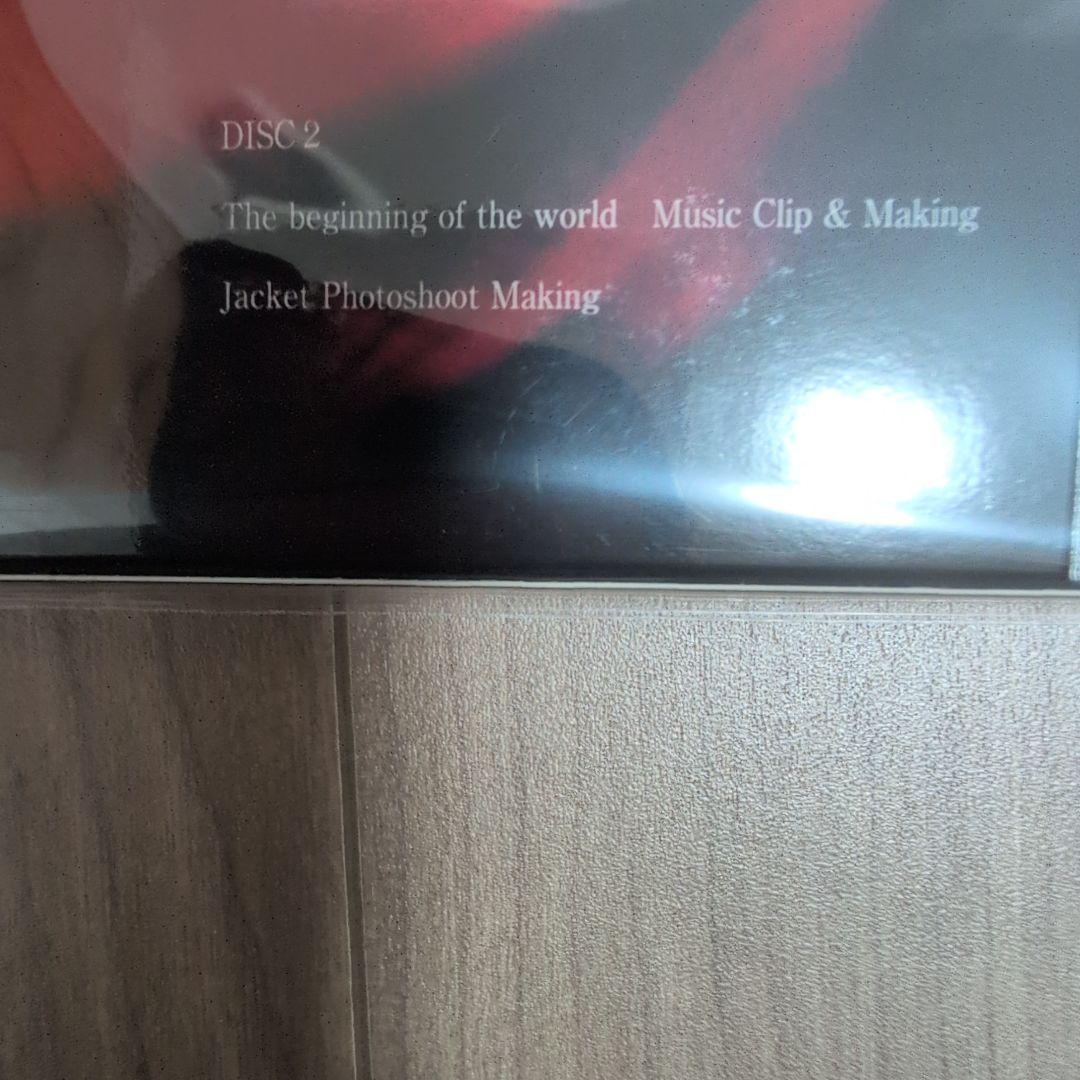 DISC 2
The beginning of the world Music Clip & Making
Jacket Photoshoot Making